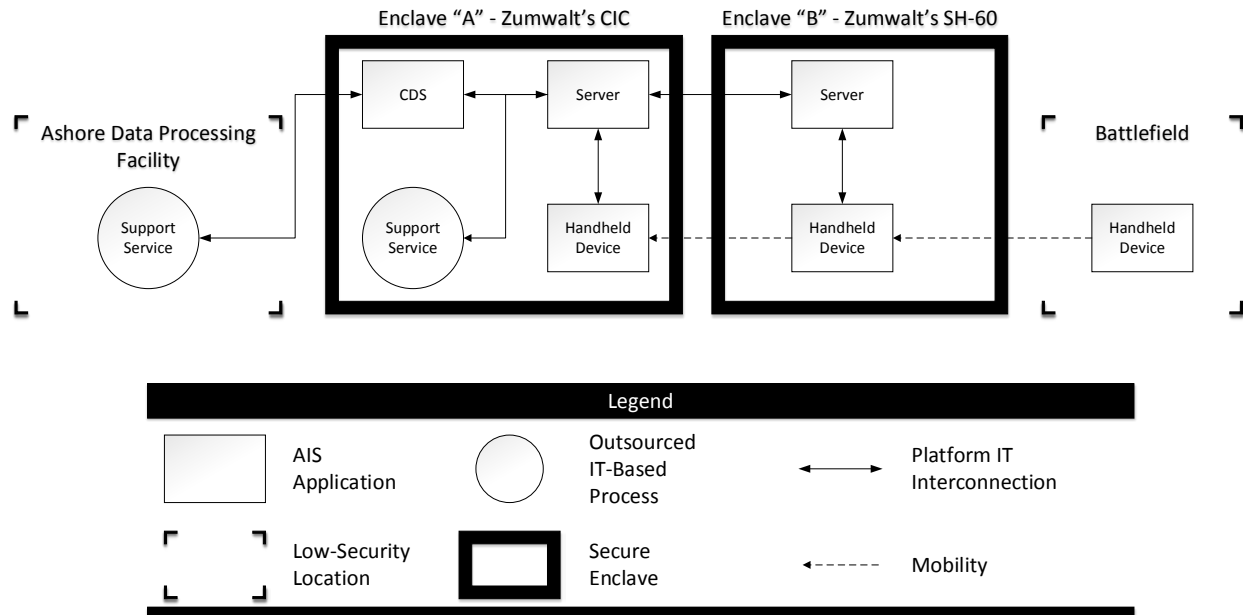 Enclave “A” - Zumwalt’s CIC
Enclave “B” - Zumwalt’s SH-60
CDS
Server
Server
Ashore Data Processing
Facility
Battlefield
Support
Service
Support
Service
Handheld
Device
Handheld
Device
Handheld
Device
Legend
AIS
Application
Outsourced
IT-Based
Process
Platform IT
Interconnection
Low-Security
Location
Secure
Enclave
Mobility